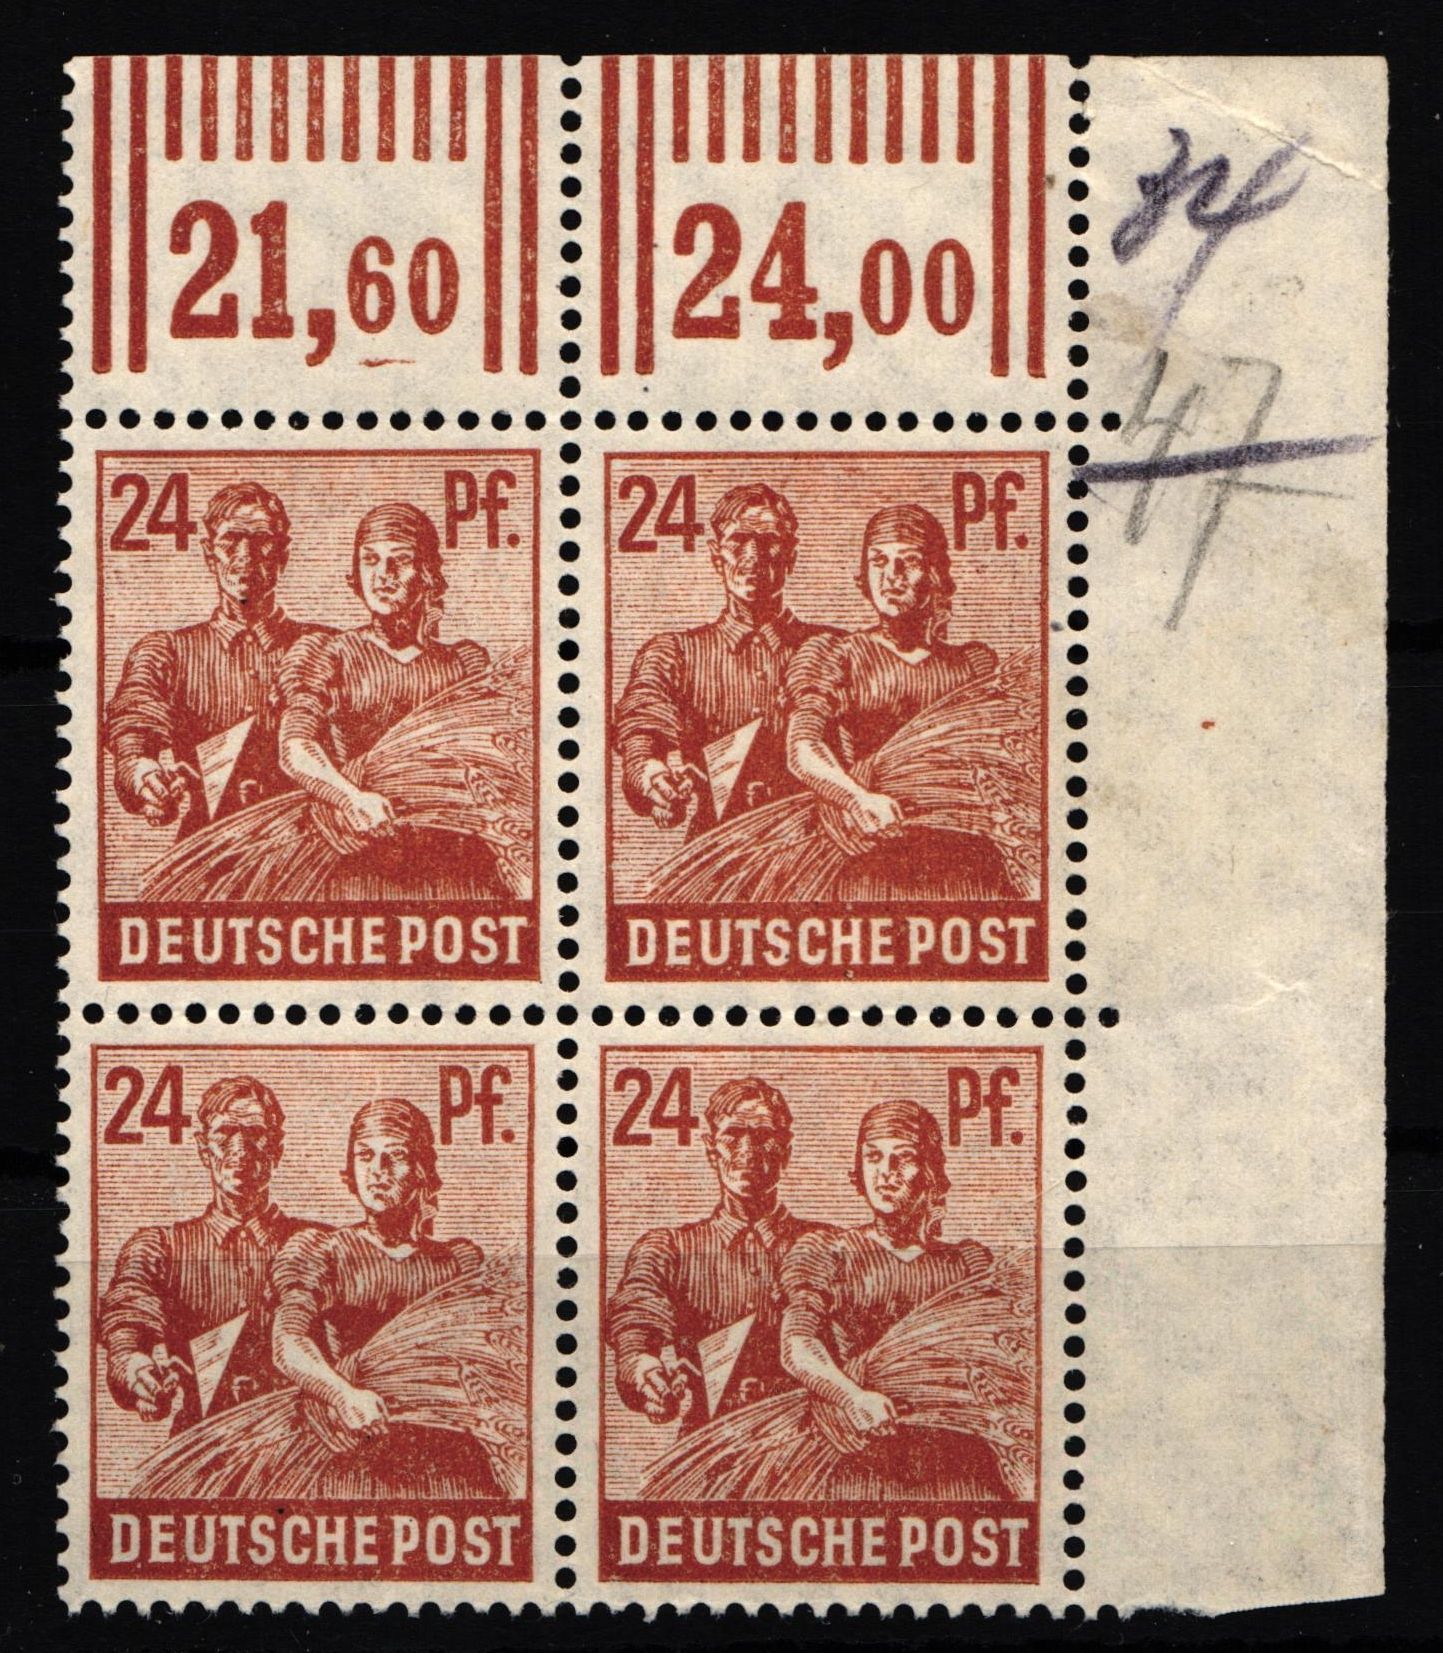 21,60 24,00
47
24 Pf. 24 Pf.
DEUTSCHE POST DEUTSCHE POST
24 Pf. 24 Pf.
DEUTSCHE POST DEUTSCHE POST